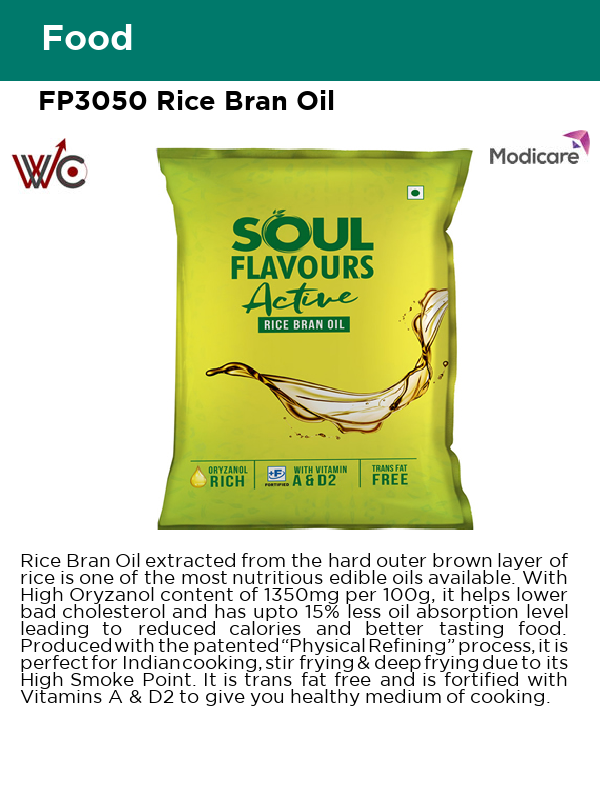 Food
FP3050 Rice Bran Oil
WC
Modicare
SOUL
FLAVOURS
Active
RICE BRAN OIL
ORYZANOL
RICH
+F
FORTIFIED
WITH VITAMIN
A & D2
TRANS FAT
FREE
Rice Bran Oil extracted from the hard outer brown layer of
rice is one of the most nutritious edible oils available. With
High Oryzanol content of 1350mg per 100g, it helps lower
bad cholesterol and has upto 15% less oil absorption level
leading to reduced calories and better tasting food.
Produced with the patented “Physical Refining” process, it is
perfect for Indian cooking, stir frying & deep frying due to its
High Smoke Point. It is trans fat free and is fortified with
Vitamins A & D2 to give you healthy medium of cooking.